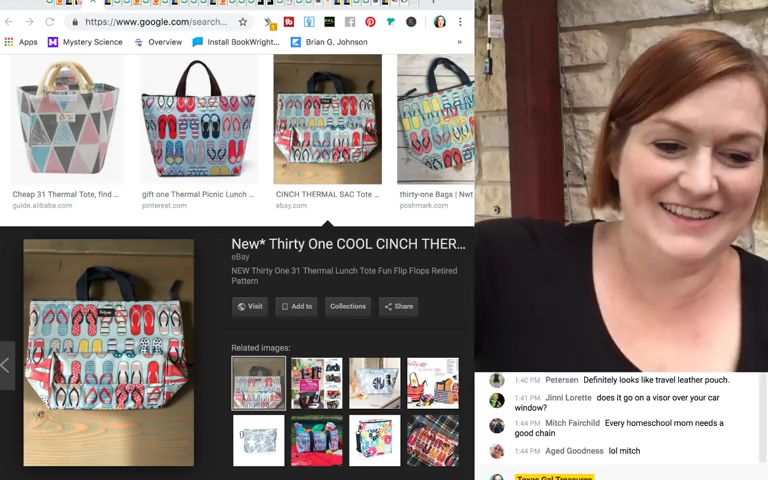 https://www.google.com/search...
Apps
Mystery Science
Overview
Install BookWright...
Brian G. Johnson
»
Cheap 31 Thermal Tote, find ...
guide.alibaba.com
gift one Thermal Picnic Lunch ...
pinterest.com
CINCH THERMAL SAC Tote ...
ebay.com
thirty-one Bags | Nwt
poshmark.com
New* Thirty One COOL CINCH THER...
eBay
NEW Thirty One 31 Thermal Lunch Tote Fun Flip Flops Retired
Pattern
Visit
Add to
Collections
Share
Related images:
1:40 PM Petersen Definitely looks like travel leather pouch.
1:41 PM Jinni Lorette does it go on a visor over your car
window?
1:44 PM Mitch Fairchild Every homeschool mom needs a
good chain
1:44 PM Aged Goodness lol mitch
Texas Gal Treasures